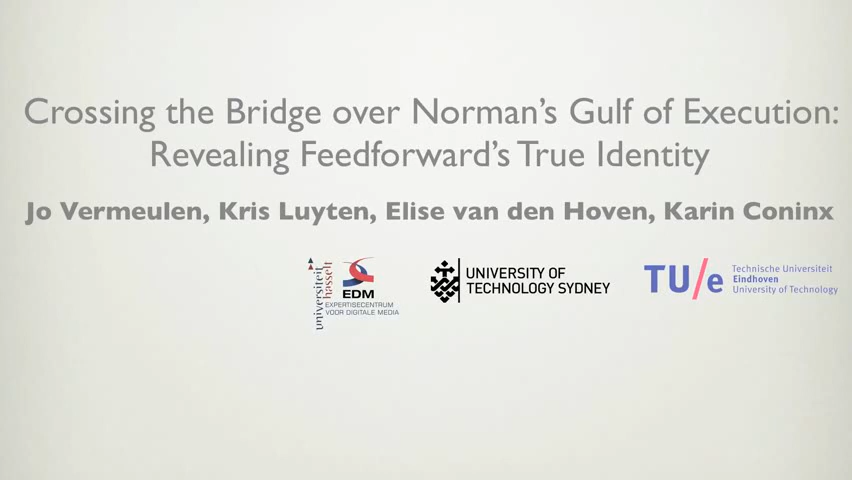 Crossing the Bridge over Norman's Gulf of Execution:
Revealing Feedforward's True Identity
Jo Vermeulen, Kris Luyten, Elise van den Hoven, Karin Coninx
universiteit
hasselt
EDM
EXPERTISECENTRUM
VOOR DIGITALE MEDIA
UNIVERSITY OF
TECHNOLOGY SYDNEY
TU/e
Technische Universiteit
Eindhoven
University of Technology